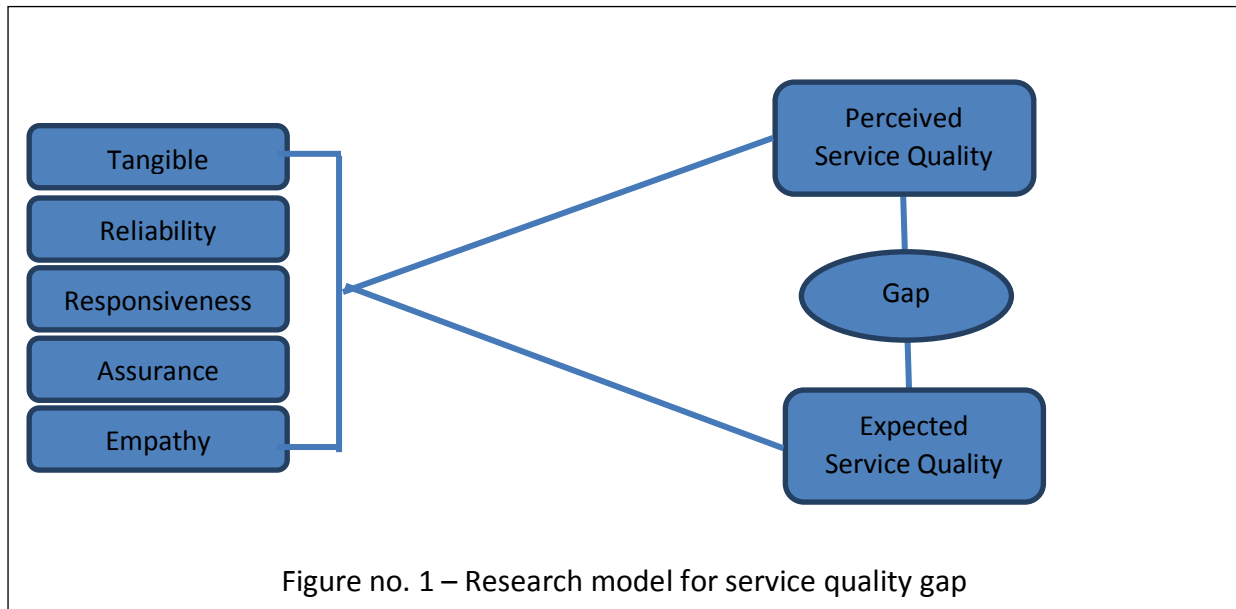 Tangible
Reliability
Responsiveness
Assurance
Empathy
Perceived
Service Quality
Gap
Expected
Service Quality
Figure no. 1 – Research model for service quality gap